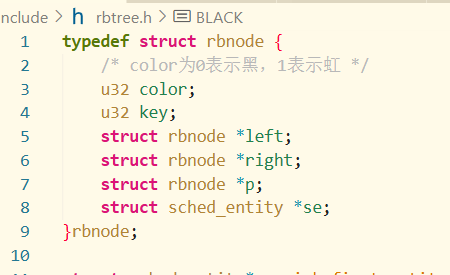 nclude > h rbtree.h > BLACK
1 typedef struct rbnode {
2 /* color为0表示黑，1表示虹 */
3 u32 color;
4 u32 key;
5 struct rbnode *left;
6 struct rbnode *right;
7 struct rbnode *p;
8 struct sched_entity *se;
9 }rbnode;
10